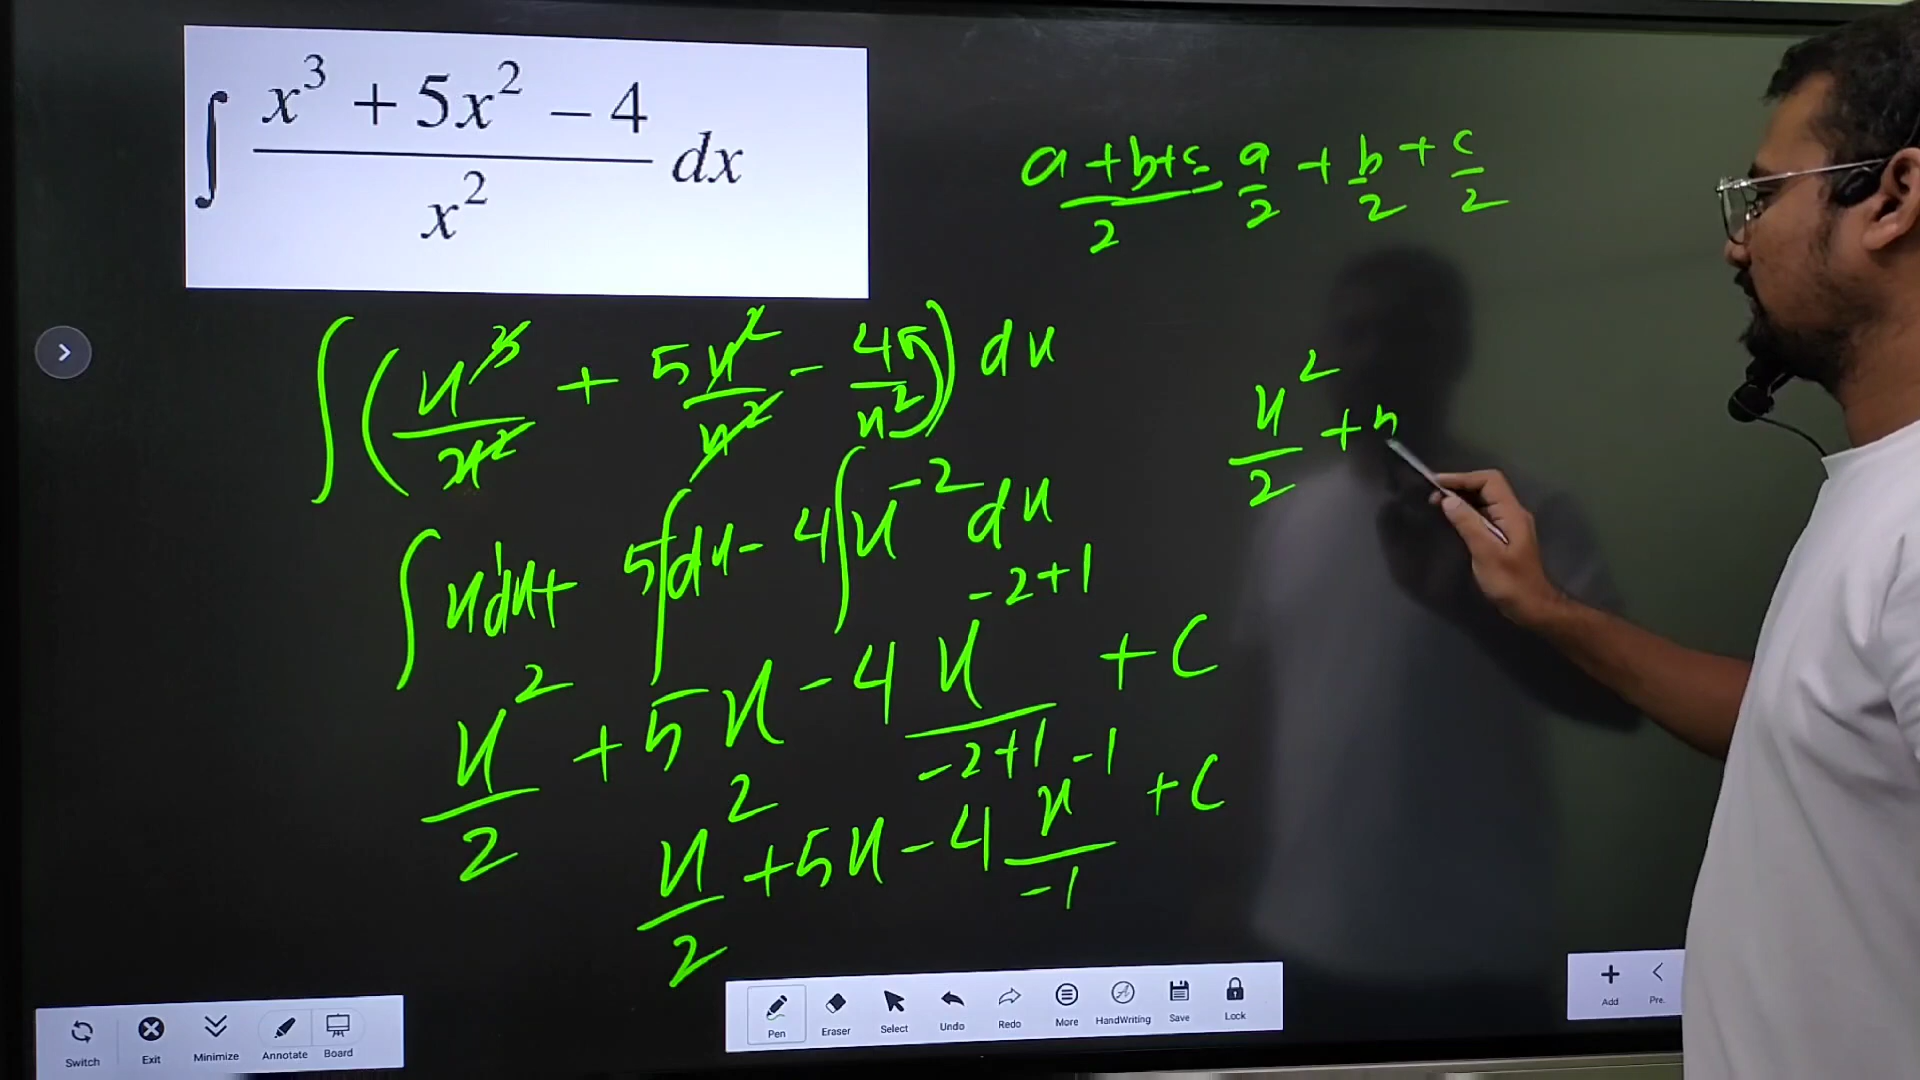 ∫ (x³ + 5x² − 4)/x² dx
(a+b+c)/2 = a/2 + b/2 + c/2
∫(x³/x² + 5x²/x² − 4/x²) dx
∫x¹dx + 5∫dx − 4∫x⁻² dx
x²/2 + 5x − 4 x⁻²⁺¹/(−2+1) + C
x²/2 + 5x − 4 x⁻¹/−1 + C
x²/2 +
Switch
Exit
Minimize
Annotate
Board
Pen
Eraser
Select
Undo
Redo
More
HandWriting
Save
Lock
Add
Pre.